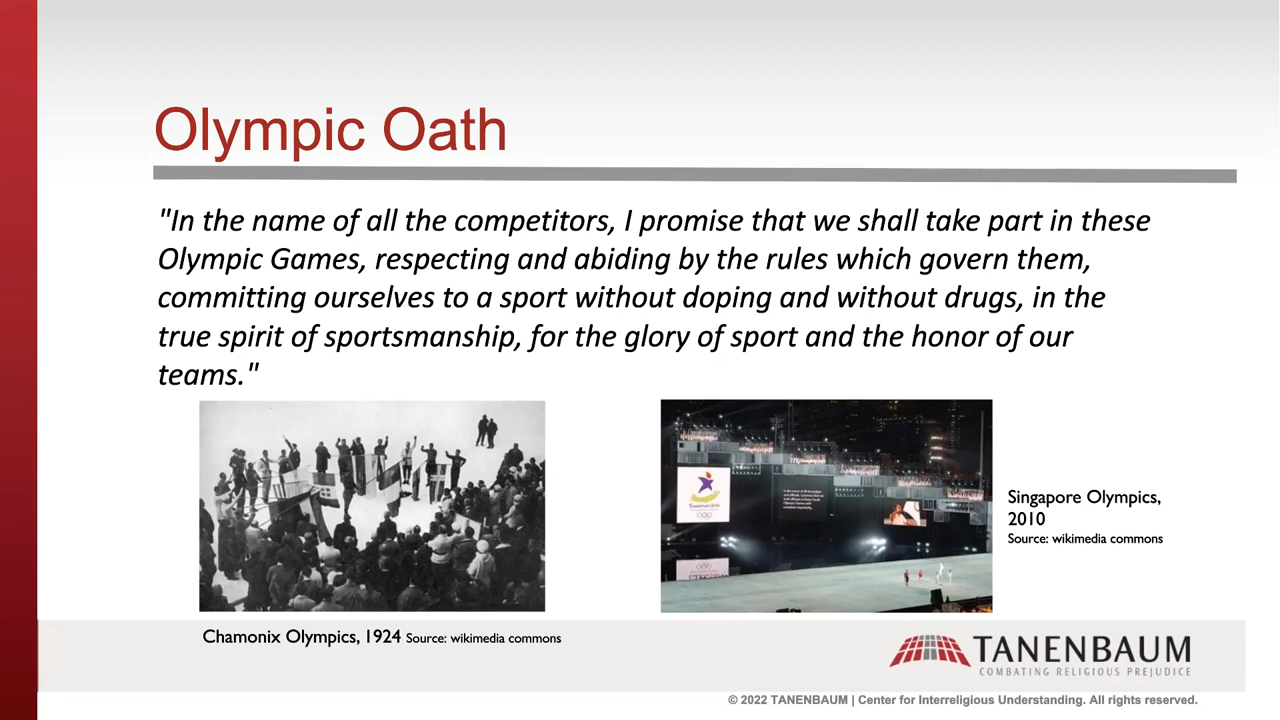 Olympic Oath
"In the name of all the competitors, I promise that we shall take part in these
Olympic Games, respecting and abiding by the rules which govern them,
committing ourselves to a sport without doping and without drugs, in the
true spirit of sportsmanship, for the glory of sport and the honor of our
teams."
Singapore Olympics,
2010
Source: wikimedia commons
Chamonix Olympics, 1924 Source: wikimedia commons
TANENBAUM
COMBATING RELIGIOUS PREJUDICE
© 2022 TANENBAUM | Center for Interreligious Understanding. All rights reserved.